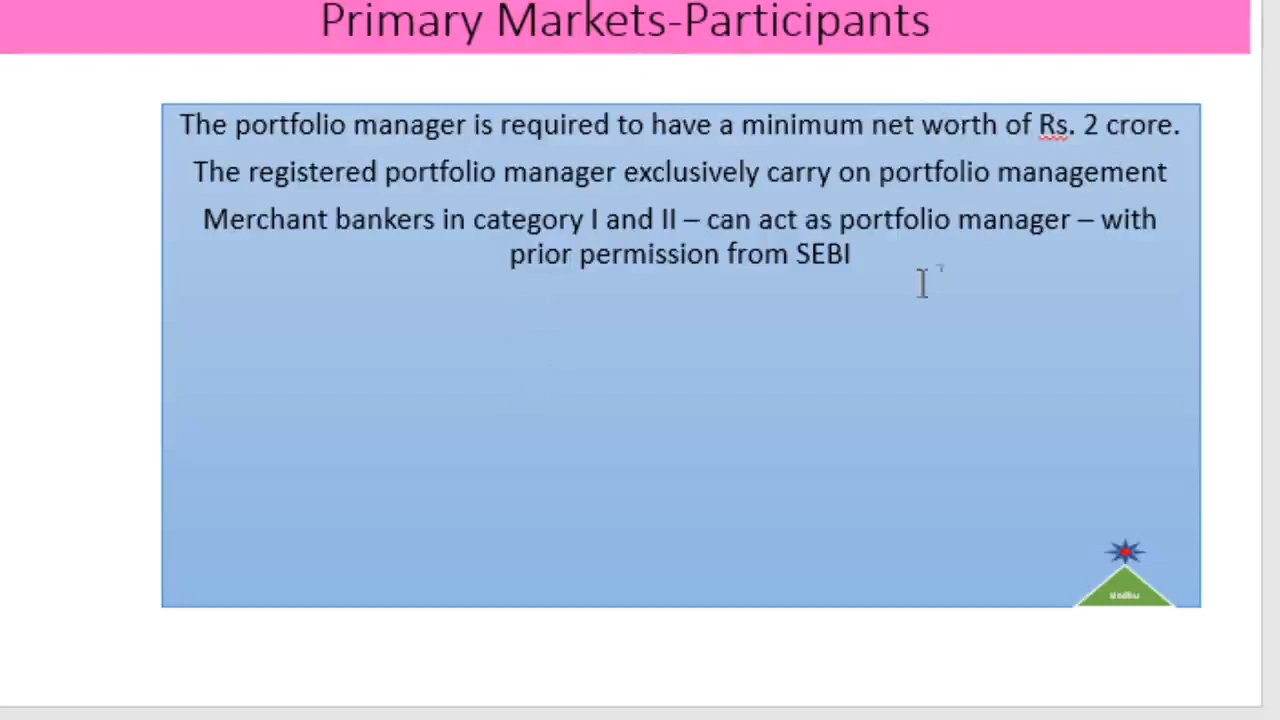 Primary Markets-Participants
The portfolio manager is required to have a minimum net worth of Rs. 2 crore.
The registered portfolio manager exclusively carry on portfolio management
Merchant bankers in category I and II – can act as portfolio manager – with
prior permission from SEBI